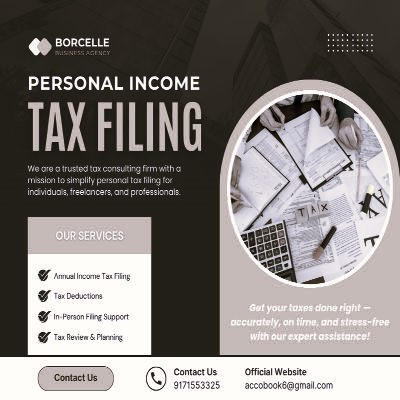 BORCELLE
BUSINESS AGENCY
PERSONAL INCOME
TAX FILING
We are a trusted tax consulting firm with a
mission to simplify personal tax filing for
individuals, freelancers, and professionals.
OUR SERVICES
Annual Income Tax Filing
Tax Deductions
In-Person Filing Support
Tax Review & Planning
TAX
Get your taxes done right —
accurately, on time, and stress-free
with our expert assistance!
Contact Us
Contact Us
9171553325
Official Website
accobook6@gmail.com